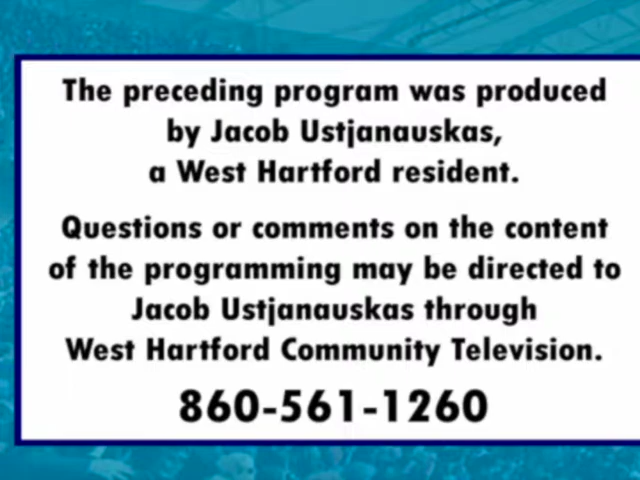 The preceding program was produced
by Jacob Ustjanauskas,
a West Hartford resident.
Questions or comments on the content
of the programming may be directed to
Jacob Ustjanauskas through
West Hartford Community Television.
860-561-1260